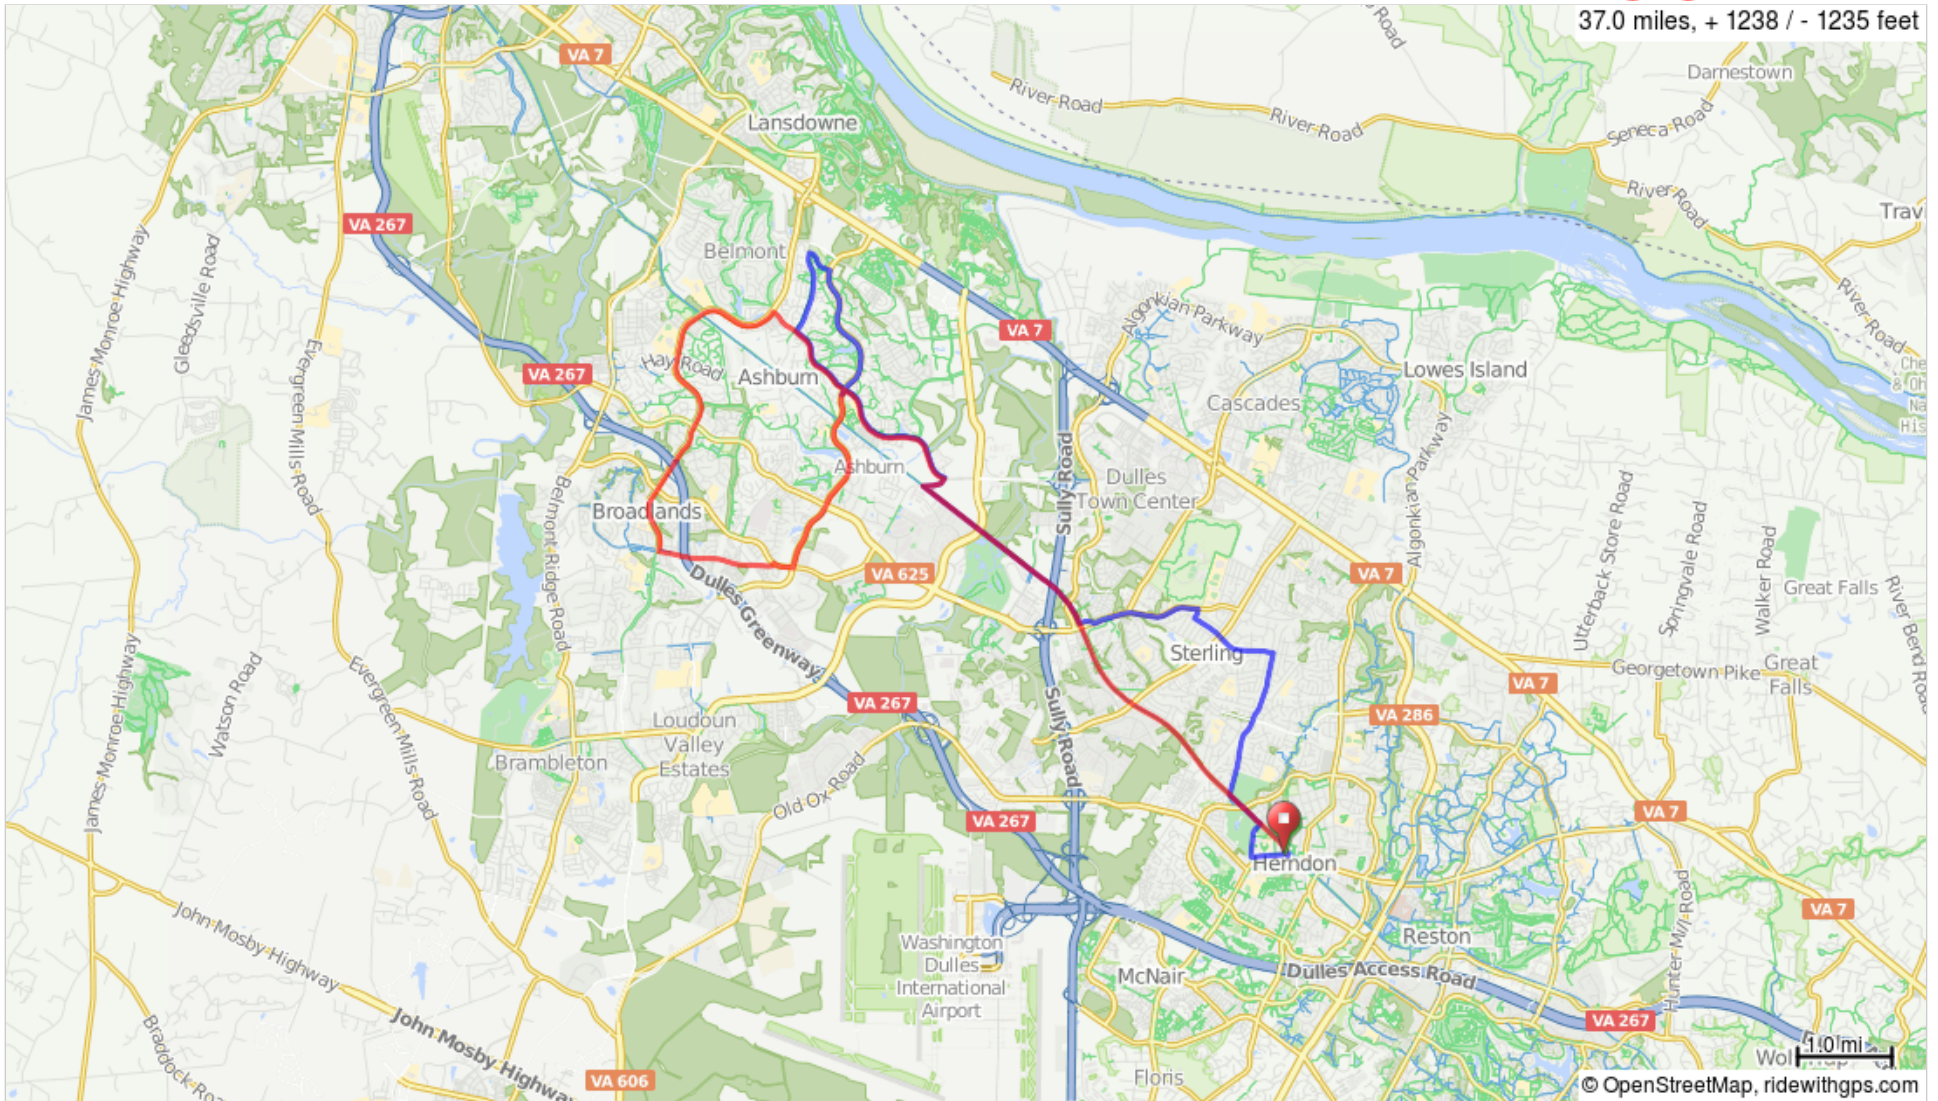 37.0 miles, + 1238 / - 1235 feet
VA 7
Darnestown
River Road
River Road
Seneca Road
Lansdowne
River Road
VA 267
James Monroe Highway
Gleedsville Road
Belmont
River Road
Algonkian Parkway
VA 7
Evergreen Mills Road
Hay Road
VA 267
Ashburn
Lowes Island
Cascades
Sully Road
Ashburn
Dulles
Town Center
Algonkian Parkway
Belmont Ridge Road
Broadlands
Utterback Store Road
Springvale Road
Walker Road
VA 625
VA 7
Great Falls
Dulles Greenway
River Bend Road
James Monroe Highway
Watson Road
Evergreen Mills Road
Sterling
Georgetown Pike
Great
Falls
VA 7
VA 267
VA 286
Loudoun
Valley
Estates
Sully Road
Brambleton
Old Ox Road
VA 267
VA 7
Herndon
John Mosby Highway
VA 7
Hunter Mill Road
Washington
Dulles
International
Airport
Reston
McNair
Dulles Access Road
John Mosby Highway
VA 267
Braddock
VA 606
Floris
1.0 mi
© OpenStreetMap, ridewithgps.com